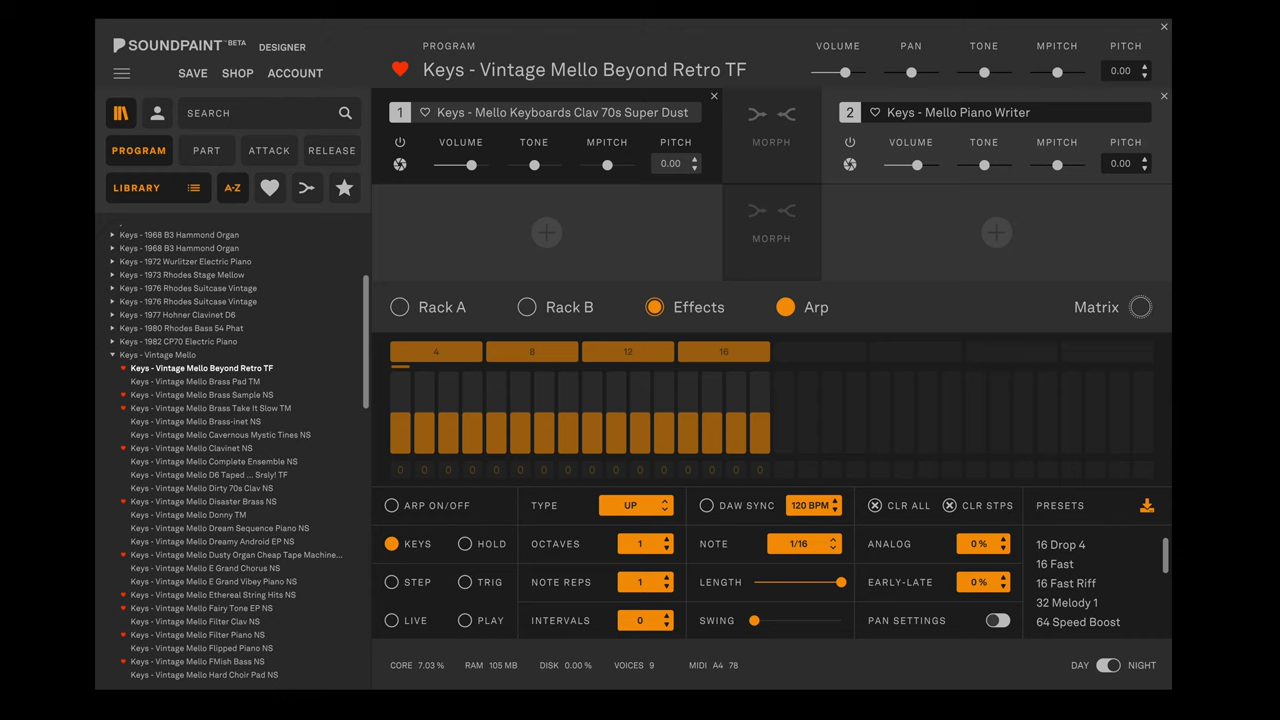 SOUNDPAINT™ BETA DESIGNER
SAVE SHOP ACCOUNT
SEARCH
PROGRAM PART ATTACK RELEASE
LIBRARY A-Z
Keys - 1968 B3 Hammond Organ
Keys - 1968 B3 Hammond Organ
Keys - 1972 Wurlitzer Electric Piano
Keys - 1973 Rhodes Stage Mellow
Keys - 1976 Rhodes Suitcase Vintage
Keys - 1976 Rhodes Suitcase Vintage
Keys - 1977 Hohner Clavinet D6
Keys - 1980 Rhodes Bass 54 Phat
Keys - 1982 CP70 Electric Piano
Keys - Vintage Mello
Keys - Vintage Mello Beyond Retro TF
Keys - Vintage Mello Brass Pad TM
Keys - Vintage Mello Brass Sample NS
Keys - Vintage Mello Brass Take It Slow TM
Keys - Vintage Mello Brass-inet NS
Keys - Vintage Mello Cavernous Mystic Tines NS
Keys - Vintage Mello Clavinet NS
Keys - Vintage Mello Complete Ensemble NS
Keys - Vintage Mello D6 Taped ... Srsly! TF
Keys - Vintage Mello Dirty 70s Clav NS
Keys - Vintage Mello Disaster Brass NS
Keys - Vintage Mello Donny TM
Keys - Vintage Mello Dream Sequence Piano NS
Keys - Vintage Mello Dreamy Android EP NS
Keys - Vintage Mello Dusty Organ Cheap Tape Machine...
Keys - Vintage Mello E Grand Chorus NS
Keys - Vintage Mello E Grand Vibey Piano NS
Keys - Vintage Mello Ethereal String Hits NS
Keys - Vintage Mello Fairy Tone EP NS
Keys - Vintage Mello Filter Clav NS
Keys - Vintage Mello Filter Piano NS
Keys - Vintage Mello Flipped Piano NS
Keys - Vintage Mello FMish Bass NS
Keys - Vintage Mello Hard Choir Pad NS
PROGRAM
Keys - Vintage Mello Beyond Retro TF
VOLUME PAN TONE MPITCH PITCH
0.00
1 Keys - Mello Keyboards Clav 70s Super Dust
VOLUME TONE MPITCH PITCH
0.00
MORPH
2 Keys - Mello Piano Writer
VOLUME TONE MPITCH PITCH
0.00
MORPH
Rack A Rack B Effects Arp Matrix
4 8 12 16
0 0 0 0 0 0 0 0 0 0 0 0 0 0 0 0
ARP ON/OFF TYPE UP DAW SYNC 120 BPM CLR ALL CLR STPS PRESETS
KEYS HOLD OCTAVES 1 NOTE 1/16 ANALOG 0 %
STEP TRIG NOTE REPS 1 LENGTH EARLY-LATE 0 %
LIVE PLAY INTERVALS 0 SWING PAN SETTINGS
16 Drop 4
16 Fast
16 Fast Riff
32 Melody 1
64 Speed Boost
CORE 7.03 % RAM 105 MB DISK 0.00 % VOICES 9 MIDI A4 78 DAY NIGHT